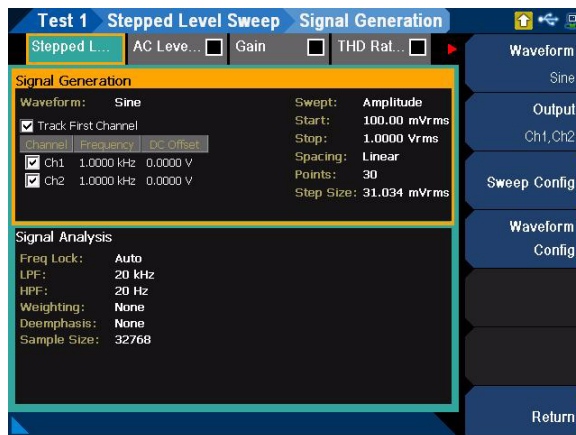 Test 1 Stepped Level Sweep Signal Generation
Stepped L... AC Leve... Gain THD Rat...
Signal Generation
Waveform: Sine
Track First Channel
Channel Frequency DC Offset
Ch1 1.0000 kHz 0.0000 V
Ch2 1.0000 kHz 0.0000 V
Swept: Amplitude
Start: 100.00 mVrms
Stop: 1.0000 Vrms
Spacing: Linear
Points: 30
Step Size: 31.034 mVrms
Signal Analysis
Freq Lock: Auto
LPF: 20 kHz
HPF: 20 Hz
Weighting: None
Deemphasis: None
Sample Size: 32768
Waveform
Sine
Output
Ch1,Ch2
Sweep Config
Waveform
Config
Return